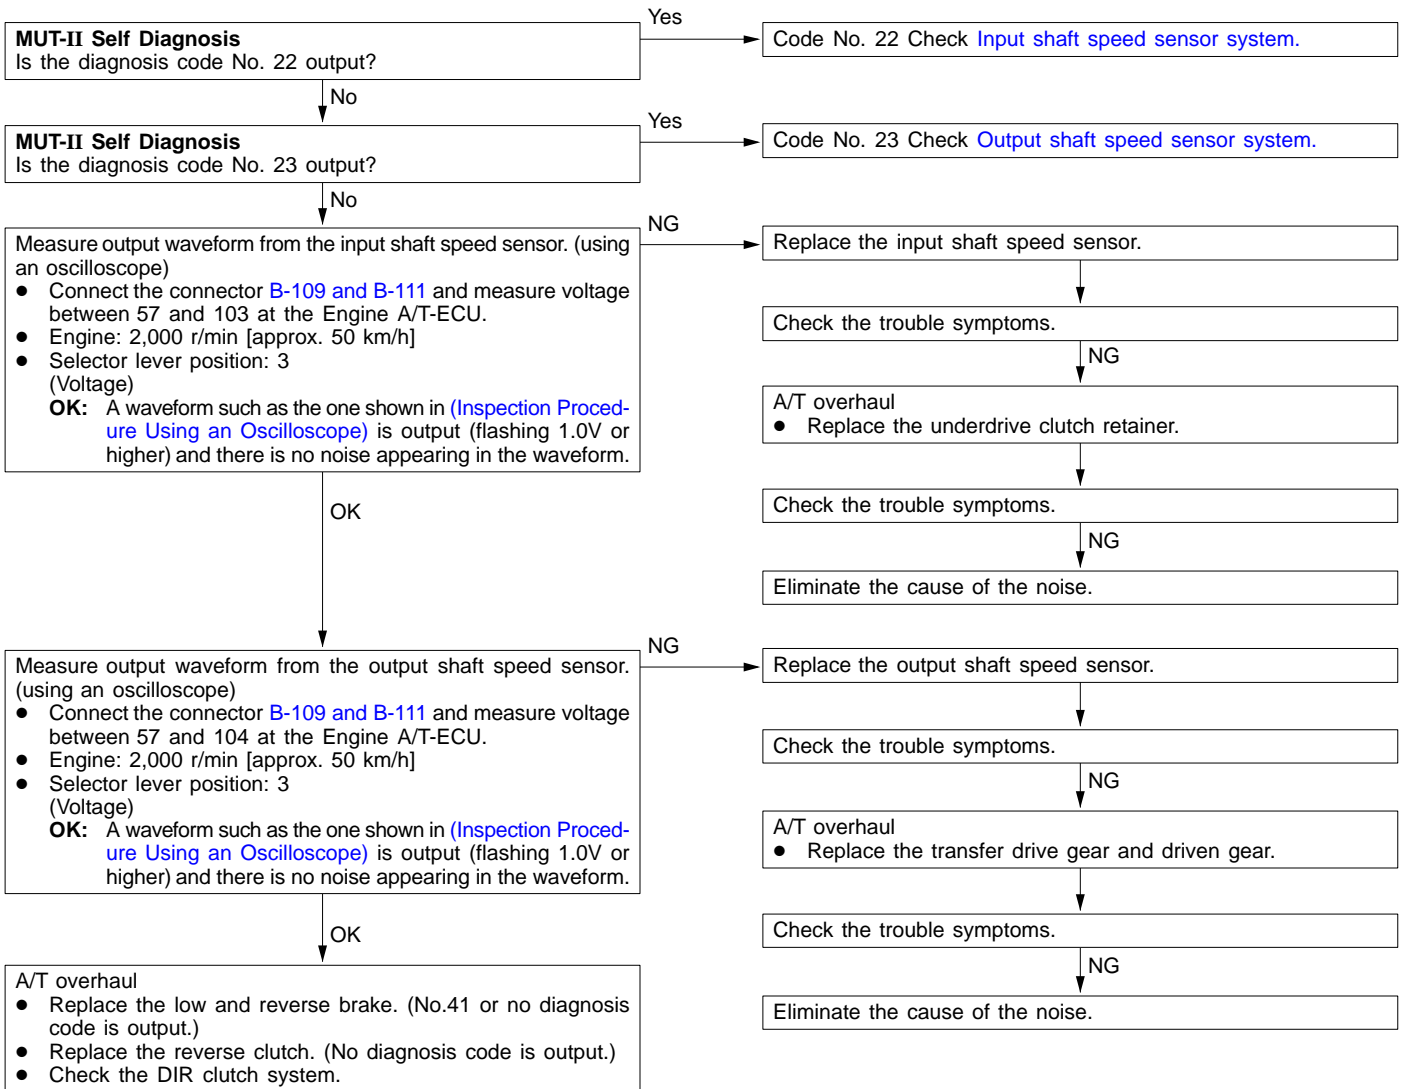 MUT-II Self Diagnosis
Is the diagnosis code No. 22 output?
Yes
Code No. 22 Check Input shaft speed sensor system.
No
MUT-II Self Diagnosis
Is the diagnosis code No. 23 output?
Yes
Code No. 23 Check Output shaft speed sensor system.
No
Measure output waveform from the input shaft speed sensor. (using
an oscilloscope)
● Connect the connector B-109 and B-111 and measure voltage
between 57 and 103 at the Engine A/T-ECU.
● Engine: 2,000 r/min [approx. 50 km/h]
● Selector lever position: 3
(Voltage)
OK: A waveform such as the one shown in (Inspection Proced-
ure Using an Oscilloscope) is output (flashing 1.0V or
higher) and there is no noise appearing in the waveform.
NG
Replace the input shaft speed sensor.
Check the trouble symptoms.
NG
A/T overhaul
● Replace the underdrive clutch retainer.
Check the trouble symptoms.
NG
Eliminate the cause of the noise.
OK
Measure output waveform from the output shaft speed sensor.
(using an oscilloscope)
● Connect the connector B-109 and B-111 and measure voltage
between 57 and 104 at the Engine A/T-ECU.
● Engine: 2,000 r/min [approx. 50 km/h]
● Selector lever position: 3
(Voltage)
OK: A waveform such as the one shown in (Inspection Proced-
ure Using an Oscilloscope) is output (flashing 1.0V or
higher) and there is no noise appearing in the waveform.
NG
Replace the output shaft speed sensor.
Check the trouble symptoms.
NG
A/T overhaul
● Replace the transfer drive gear and driven gear.
Check the trouble symptoms.
NG
Eliminate the cause of the noise.
OK
A/T overhaul
● Replace the low and reverse brake. (No.41 or no diagnosis
code is output.)
● Replace the reverse clutch. (No diagnosis code is output.)
● Check the DIR clutch system.